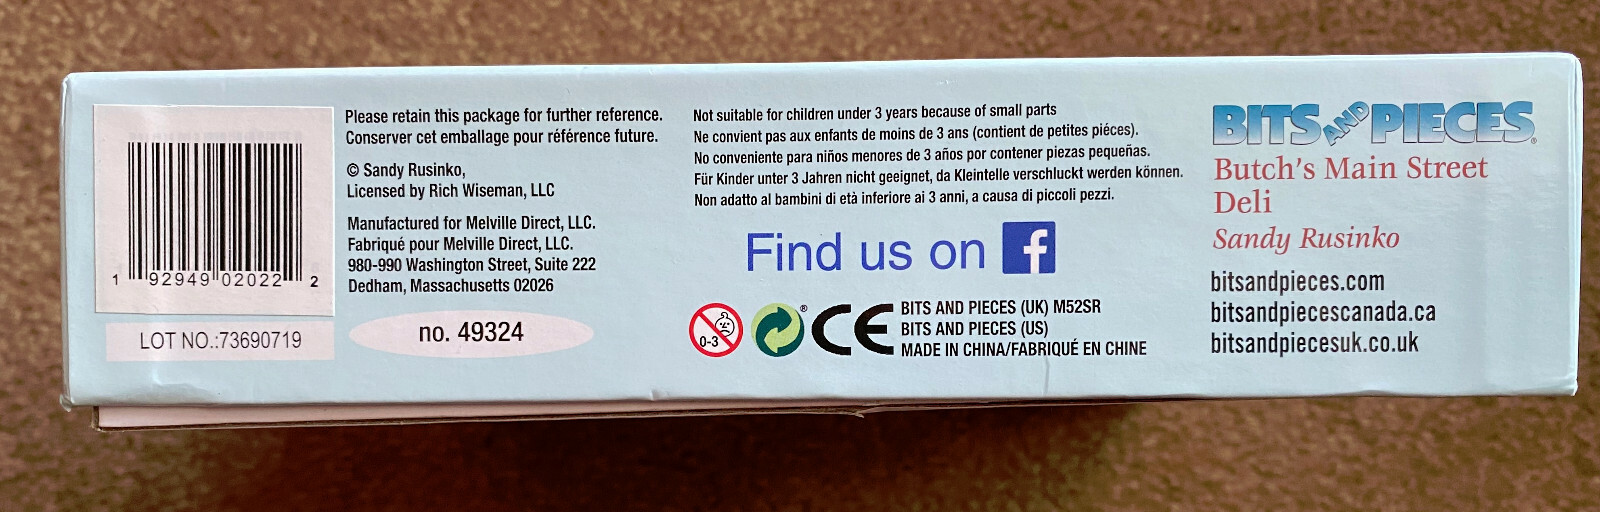 1 92949 02022 2
LOT NO.:73690719
Please retain this package for further reference.
Conserver cet emballage pour référence future.
© Sandy Rusinko,
Licensed by Rich Wiseman, LLC
Manufactured for Melville Direct, LLC.
Fabriqué pour Melville Direct, LLC.
980-990 Washington Street, Suite 222
Dedham, Massachusetts 02026
no. 49324
Not suitable for children under 3 years because of small parts
Ne convient pas aux enfants de moins de 3 ans (contient de petites piéces).
No conveniente para niños menores de 3 años por contener piezas pequeñas.
Für Kinder unter 3 Jahren nicht geeignet, da Kleintelle verschluckt werden können.
Non adatto al bambini di età inferiore ai 3 anni, a causa di piccoli pezzi.
Find us on f
0-3
®
CE
BITS AND PIECES (UK) M52SR
BITS AND PIECES (US)
MADE IN CHINA/FABRIQUÉ EN CHINE
BITS AND PIECES®
Butch's Main Street
Deli
Sandy Rusinko
bitsandpieces.com
bitsandpiecescanada.ca
bitsandpiecesuk.co.uk